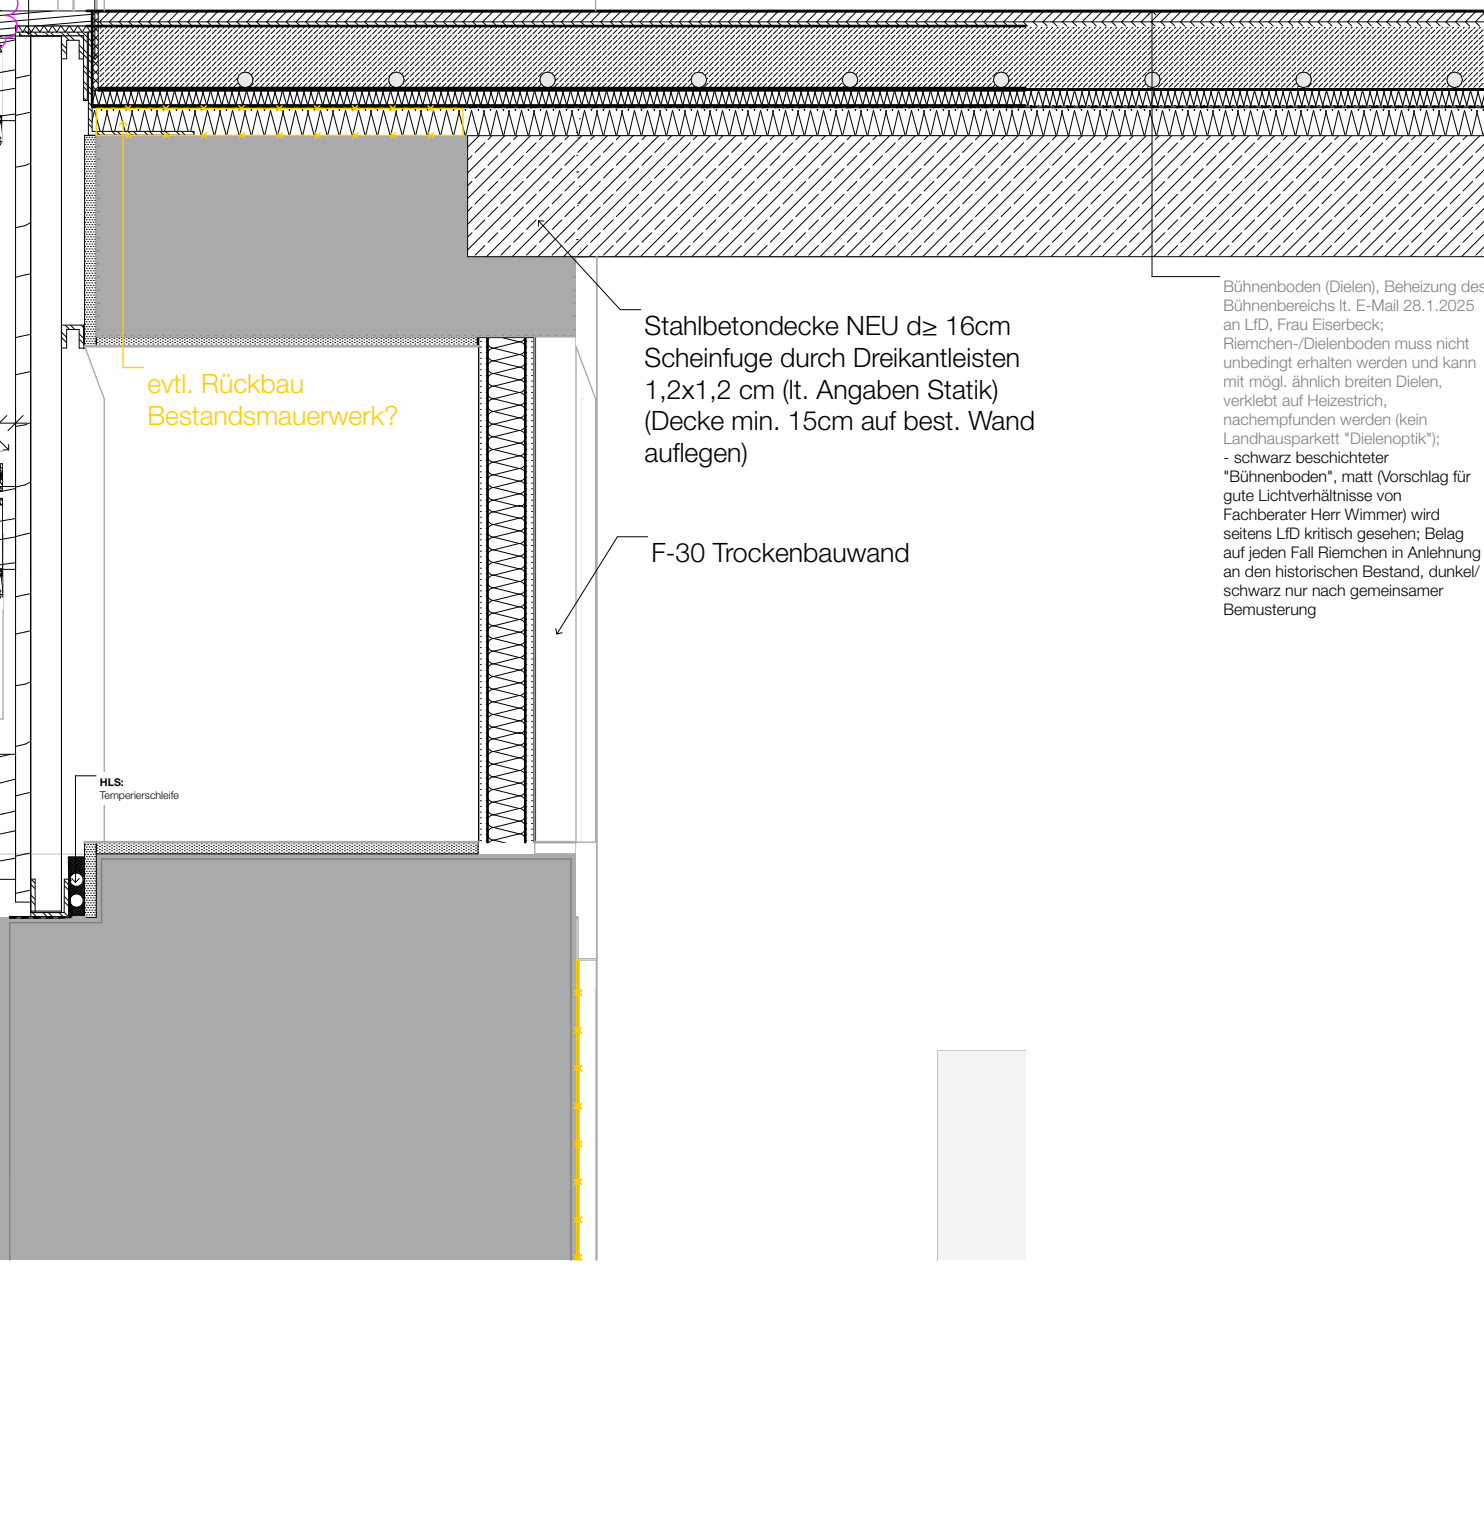 evtl. Rückbau
Bestandsmauerwerk?
Stahlbetondecke NEU d≥ 16cm
Scheinfuge durch Dreikantleisten
1,2x1,2 cm (lt. Angaben Statik)
(Decke min. 15cm auf best. Wand
auflegen)
F-30 Trockenbauwand
Bühnenboden (Dielen), Beheizung des
Bühnenbereichs lt. E-Mail 28.1.2025
an LfD, Frau Eiserbeck;
Riemchen-/Dielenboden muss nicht
unbedingt erhalten werden und kann
mit mögl. ähnlich breiten Dielen,
verklebt auf Heizestrich,
nachempfunden werden (kein
Landhausparkett "Dielenoptik");
- schwarz beschichteter
"Bühnenboden", matt (Vorschlag für
gute Lichtverhältnisse von
Fachberater Herr Wimmer) wird
seitens LfD kritisch gesehen; Belag
auf jeden Fall Riemchen in Anlehnung
an den historischen Bestand, dunkel/
schwarz nur nach gemeinsamer
Bemusterung
HLS:
Temperierschleife